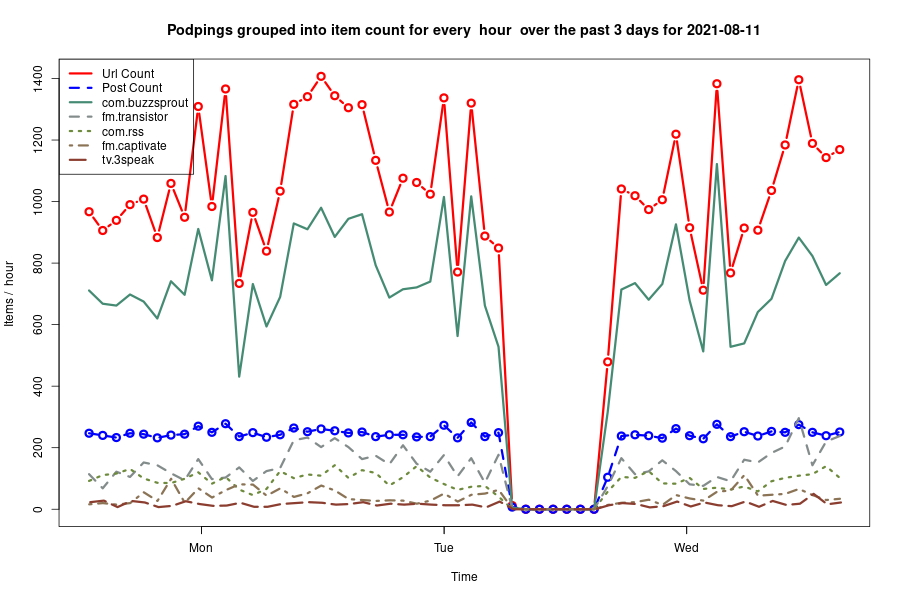 Podpings grouped into item count for every  hour  over the past 3 days for 2021-08-11
Url Count
Post Count
com.buzzsprout
fm.transistor
com.rss
fm.captivate
tv.3speak
Items /  hour
1400
1200
1000
800
600
400
200
0
Mon
Tue
Wed
Time